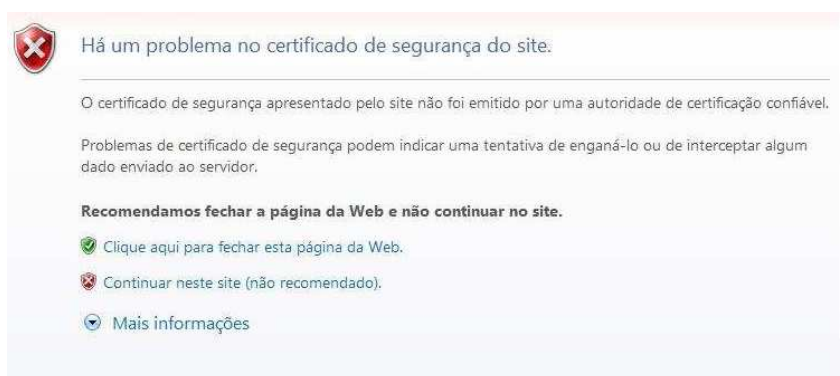 Há um problema no certificado de segurança do site.
O certificado de segurança apresentado pelo site não foi emitido por uma autoridade de certificação confiável.
Problemas de certificado de segurança podem indicar uma tentativa de enganá-lo ou de interceptar algum
dado enviado ao servidor.
Recomendamos fechar a página da Web e não continuar no site.
Clique aqui para fechar esta página da Web.
Continuar neste site (não recomendado).
Mais informações